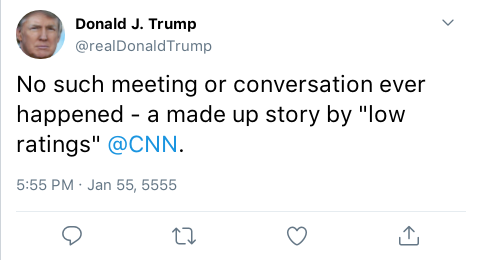 Donald J. Trump
@realDonaldTrump
No such meeting or conversation ever
happened - a made up story by "low
ratings" @CNN.
5:55 PM · Jan 55, 5555